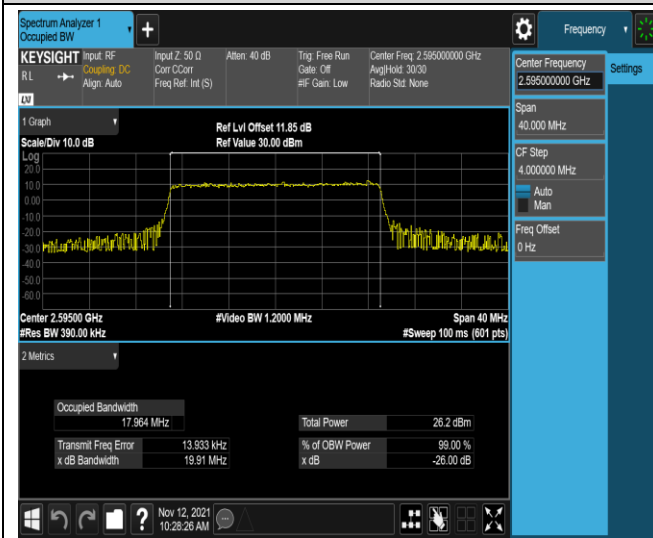 Spectrum Analyzer 1
Occupied BW
+
Frequency
KEYSIGHT
RL
LXI
Input: RF
Coupling: DC
Align: Auto
Input Z: 50 Ω
Corr CCorr
Freq Ref: Int (S)
Atten: 40 dB
Trig: Free Run
Gate: Off
#IF Gain: Low
Center Freq: 2.595000000 GHz
Avg|Hold: 30/30
Radio Std: None
Center Frequency
2.595000000 GHz
Settings
Span
40.000 MHz
CF Step
4.000000 MHz
Auto
Man
Freq Offset
0 Hz
1 Graph
Scale/Div 10.0 dB
Ref Lvl Offset 11.85 dB
Ref Value 30.00 dBm
Log
20.0
10.0
0.00
-10.0
-20.0
-30.0
-40.0
-50.0
-60.0
Center 2.59500 GHz
#Res BW 390.00 kHz
#Video BW 1.2000 MHz
Span 40 MHz
#Sweep 100 ms (601 pts)
2 Metrics
Occupied Bandwidth
17.964 MHz
Total Power 26.2 dBm
Transmit Freq Error 13.933 kHz
% of OBW Power 99.00 %
x dB Bandwidth 19.91 MHz
x dB -26.00 dB
?
Nov 12, 2021
10:28:26 AM